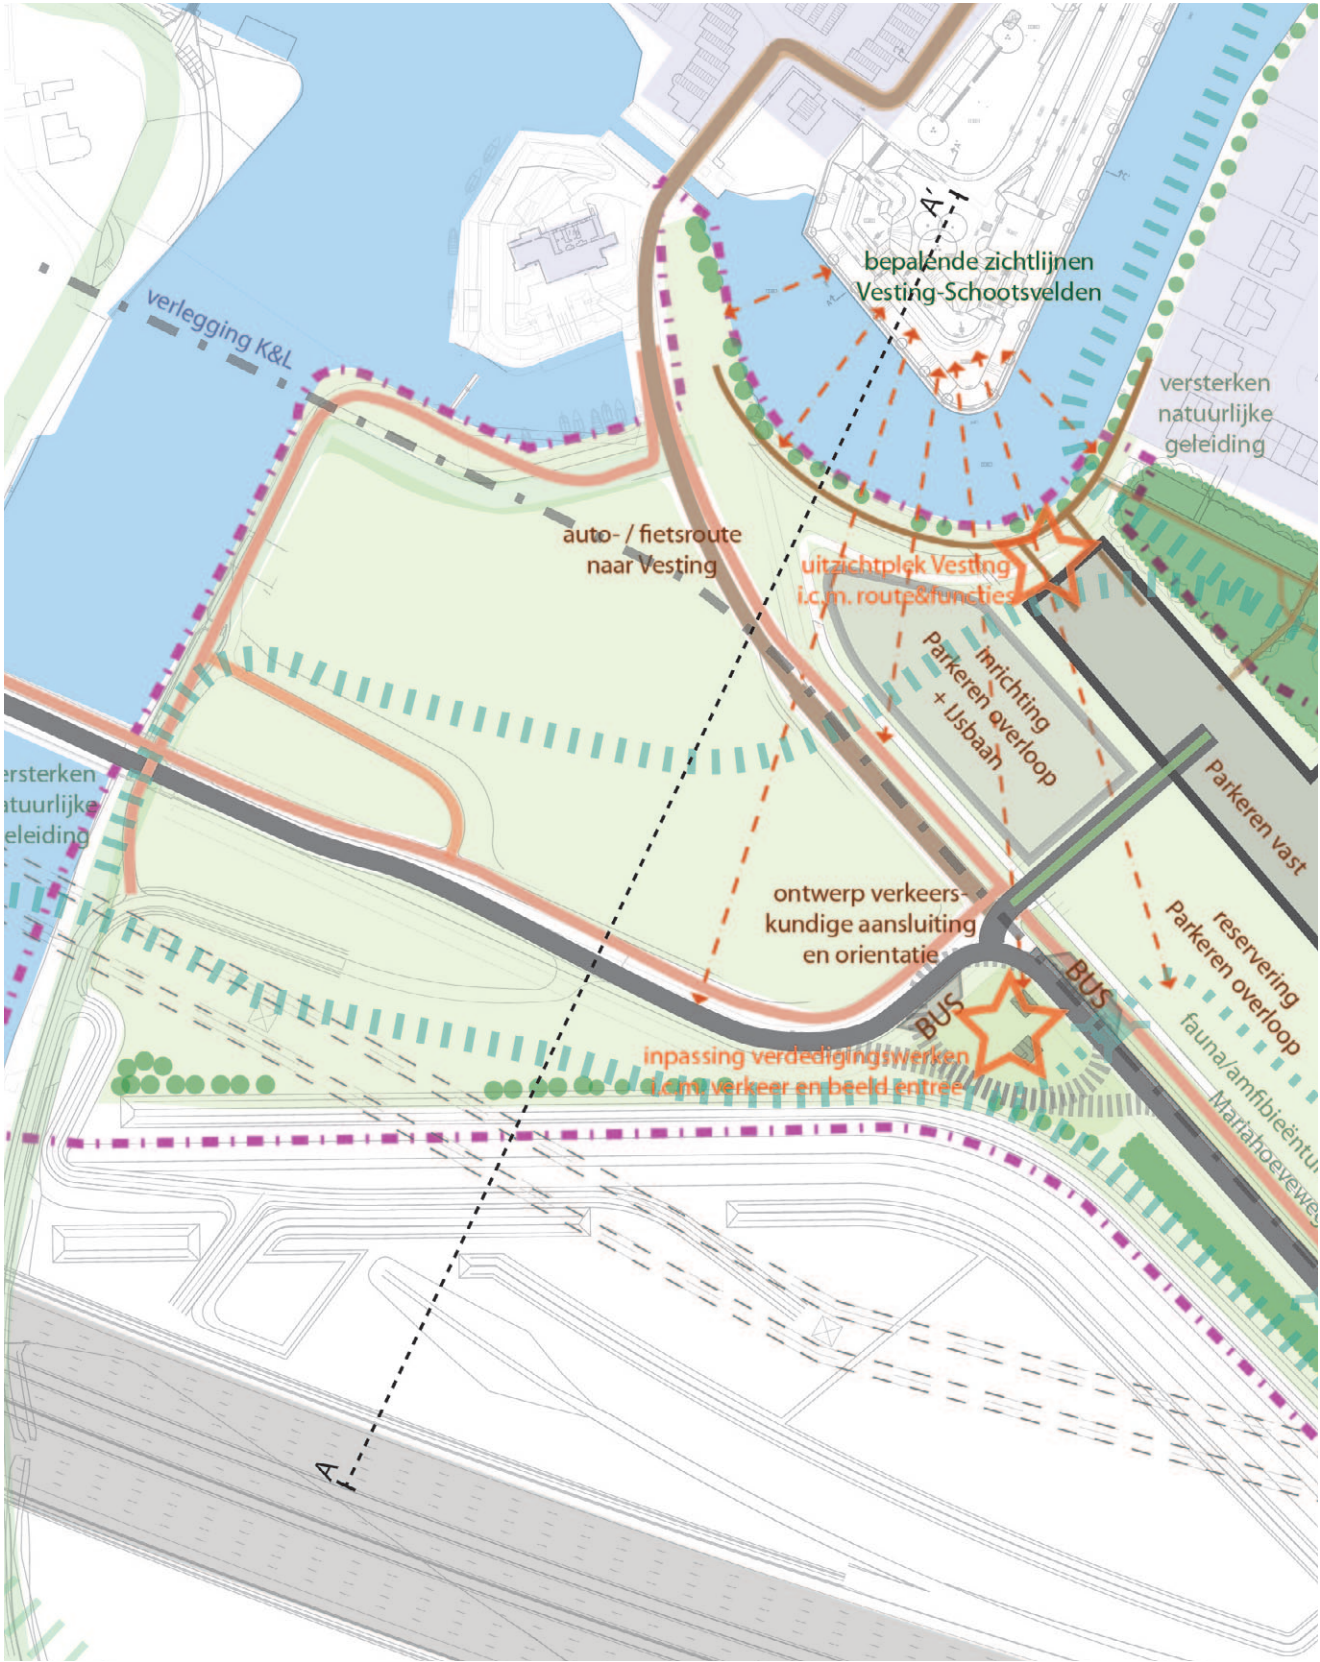 A'
bepalende zichtlijnen
Vesting-Schootsvelden
verlegging K&L
versterken
natuurlijke
geleiding
auto- / fietsroute
naar Vesting
uitzichtplek Vesting
i.c.m. route&functies
inrichting
Parkeren overloop
+ IJsbaan
Parkeren vast
ersterken
atuurlijke
eleiding
ontwerp verkeers-
kundige aansluiting
en orientatie
reservering
Parkeren overloop
BUS
BUS
inpassing verdedigingswerken
i.c.m. verkeer en beeld entree
fauna/amfibieëntun
Mariahoeveweg
A